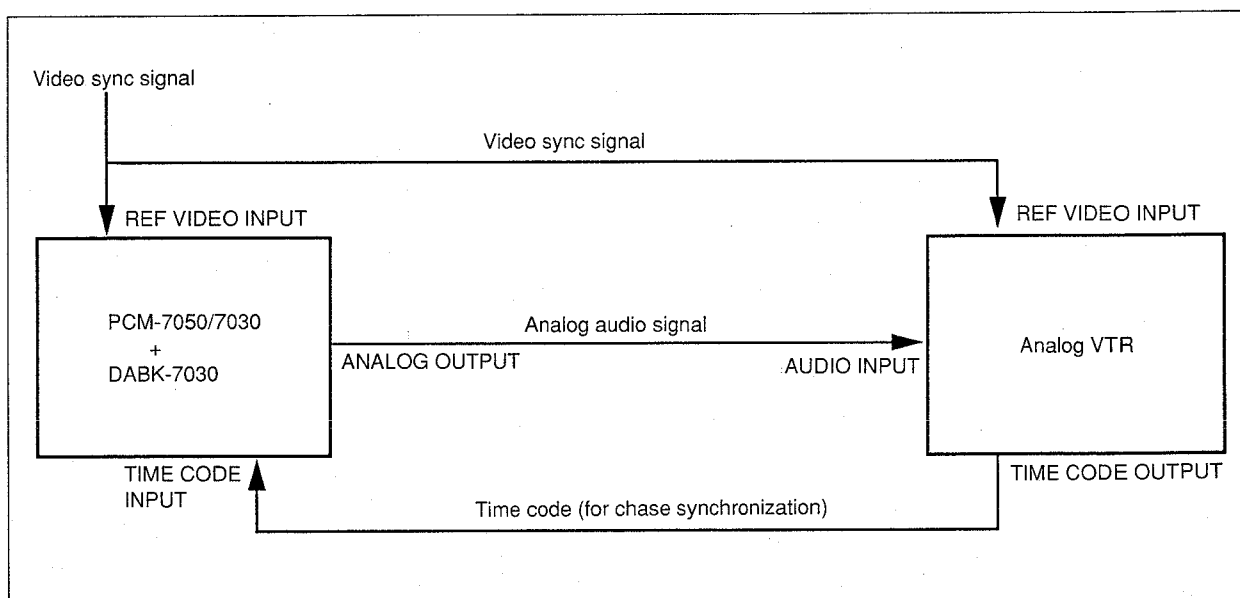 Video sync signal
Video sync signal
REF VIDEO INPUT
REF VIDEO INPUT
PCM-7050/7030
+
DABK-7030
Analog audio signal
ANALOG OUTPUT
AUDIO INPUT
Analog VTR
TIME CODE
INPUT
TIME CODE OUTPUT
Time code (for chase synchronization)